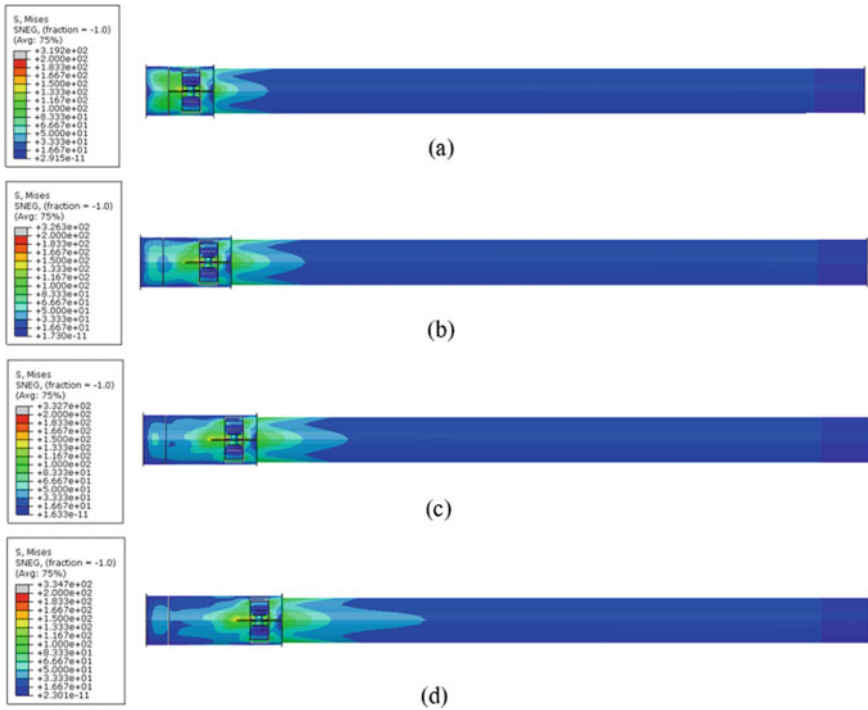 S, Mises
SNEG, (fraction = -1.0)
(Avg: 75%)
+3.192e+02
+2.000e+02
+1.833e+02
+1.667e+02
+1.500e+02
+1.333e+02
+1.167e+02
+1.000e+02
+8.333e+01
+6.667e+01
+5.000e+01
+3.333e+01
+1.667e+01
+2.915e-11
(a)
S, Mises
SNEG, (fraction = -1.0)
(Avg: 75%)
+3.263e+02
+2.000e+02
+1.833e+02
+1.667e+02
+1.500e+02
+1.333e+02
+1.167e+02
+1.000e+02
+8.333e+01
+6.667e+01
+5.000e+01
+3.333e+01
+1.667e+01
+1.730e-11
(b)
S, Mises
SNEG, (fraction = -1.0)
(Avg: 75%)
+3.327e+02
+2.000e+02
+1.833e+02
+1.667e+02
+1.500e+02
+1.333e+02
+1.167e+02
+1.000e+02
+8.333e+01
+6.667e+01
+5.000e+01
+3.333e+01
+1.667e+01
+1.633e-11
(c)
S, Mises
SNEG, (fraction = -1.0)
(Avg: 75%)
+3.347e+02
+2.000e+02
+1.833e+02
+1.667e+02
+1.500e+02
+1.333e+02
+1.167e+02
+1.000e+02
+8.333e+01
+6.667e+01
+5.000e+01
+3.333e+01
+1.667e+01
+2.301e-11
(d)